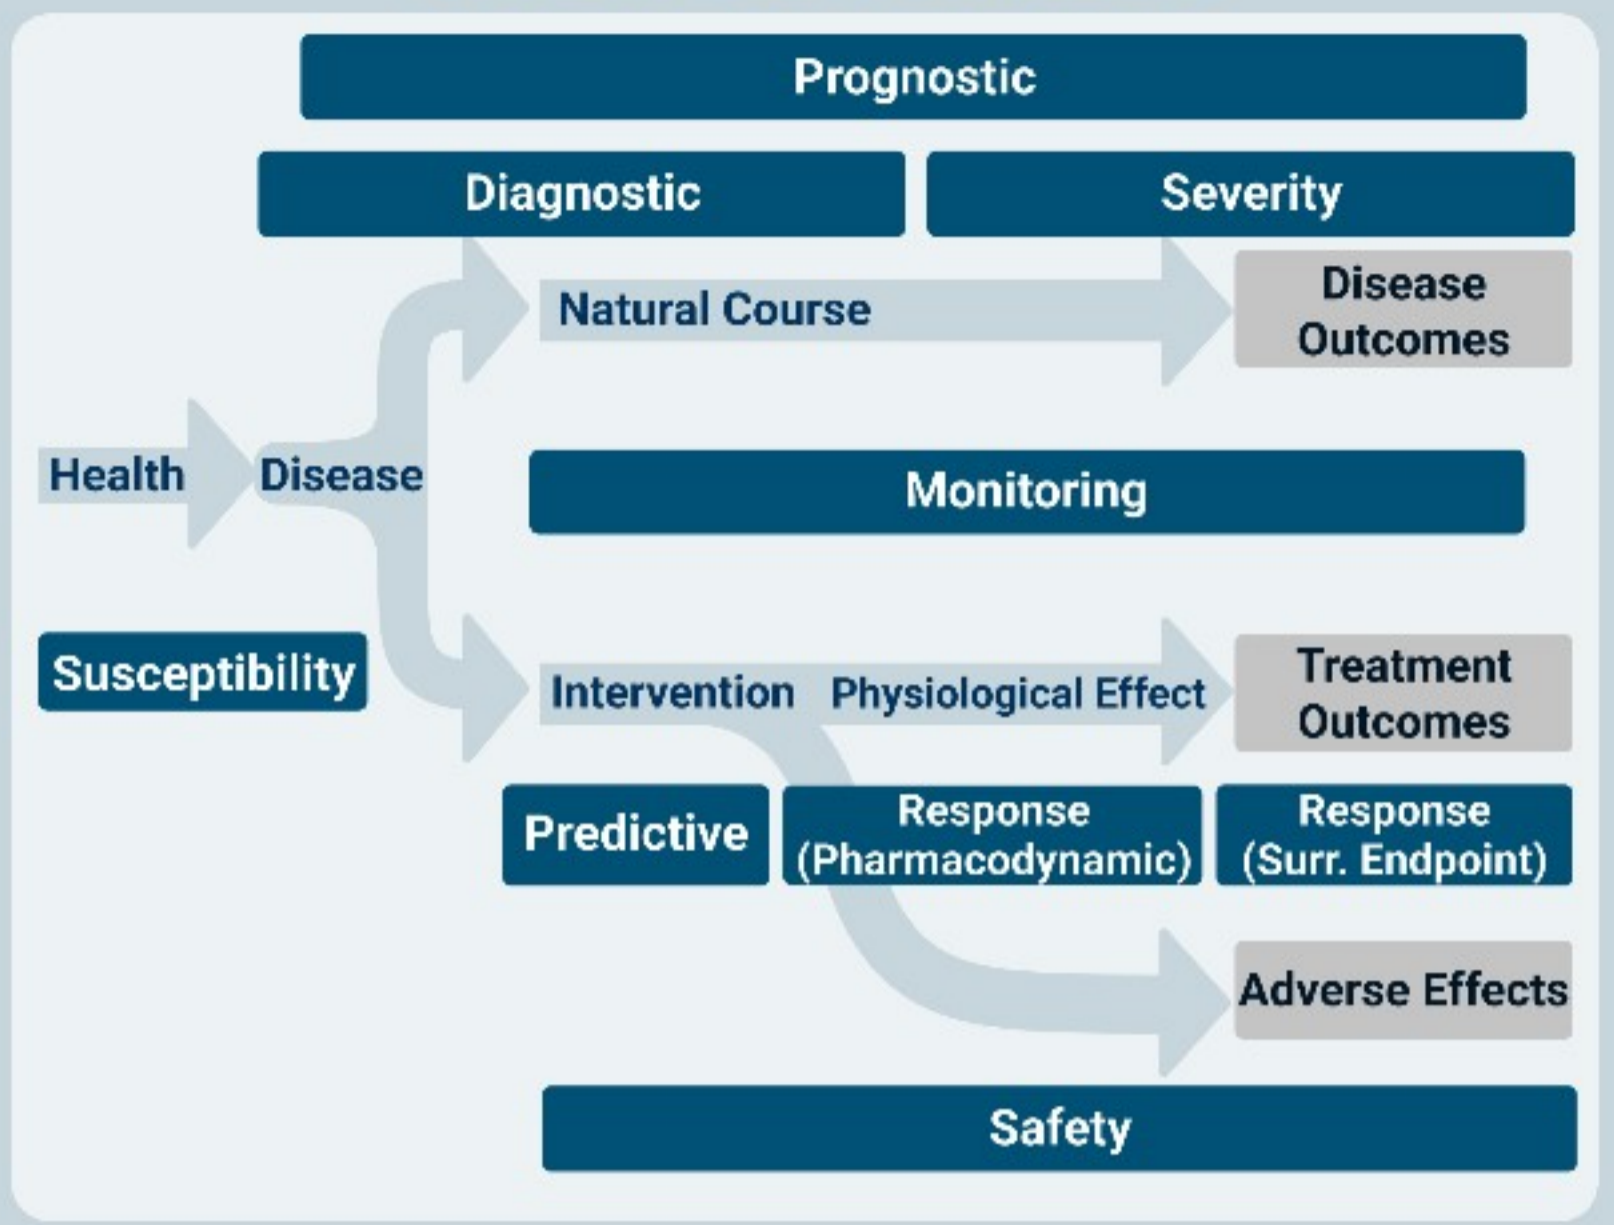 Prognostic
Diagnostic
Severity
Natural Course
Disease
Outcomes
Health
Disease
Monitoring
Susceptibility
Intervention
Physiological Effect
Treatment
Outcomes
Predictive
Response
(Pharmacodynamic)
Response
(Surr. Endpoint)
Adverse Effects
Safety